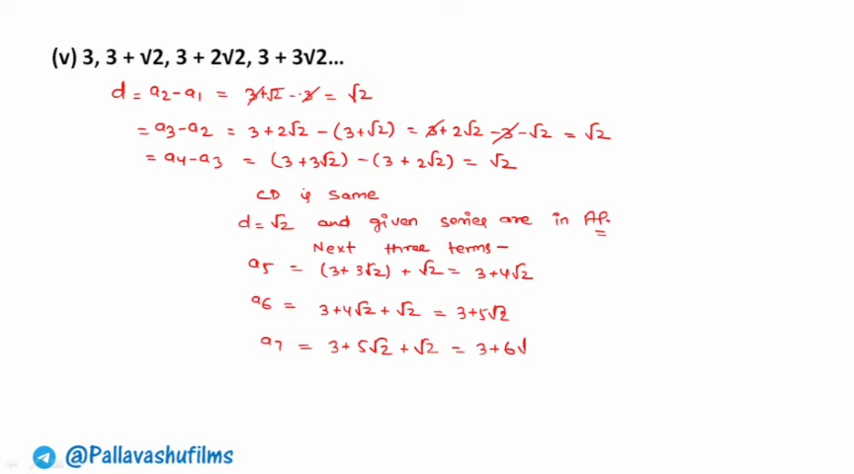 (v) 3, 3 + √2, 3 + 2√2, 3 + 3√2...
d = a2 - a1 = 3+√2 - 3 = √2
= a3 - a2 = 3 + 2√2 - (3+√2) = 3 + 2√2 - 3 - √2 = √2
= a4 - a3 = (3+3√2) - (3 + 2√2) = √2
CD is same
d = √2 and given series are in AP.
Next three terms -
a5 = (3+ 3√2) + √2 = 3+4√2
a6 = 3+4√2 + √2 = 3+5√2
a7 = 3+ 5√2 + √2 = 3+6√
@Pallavashufilms